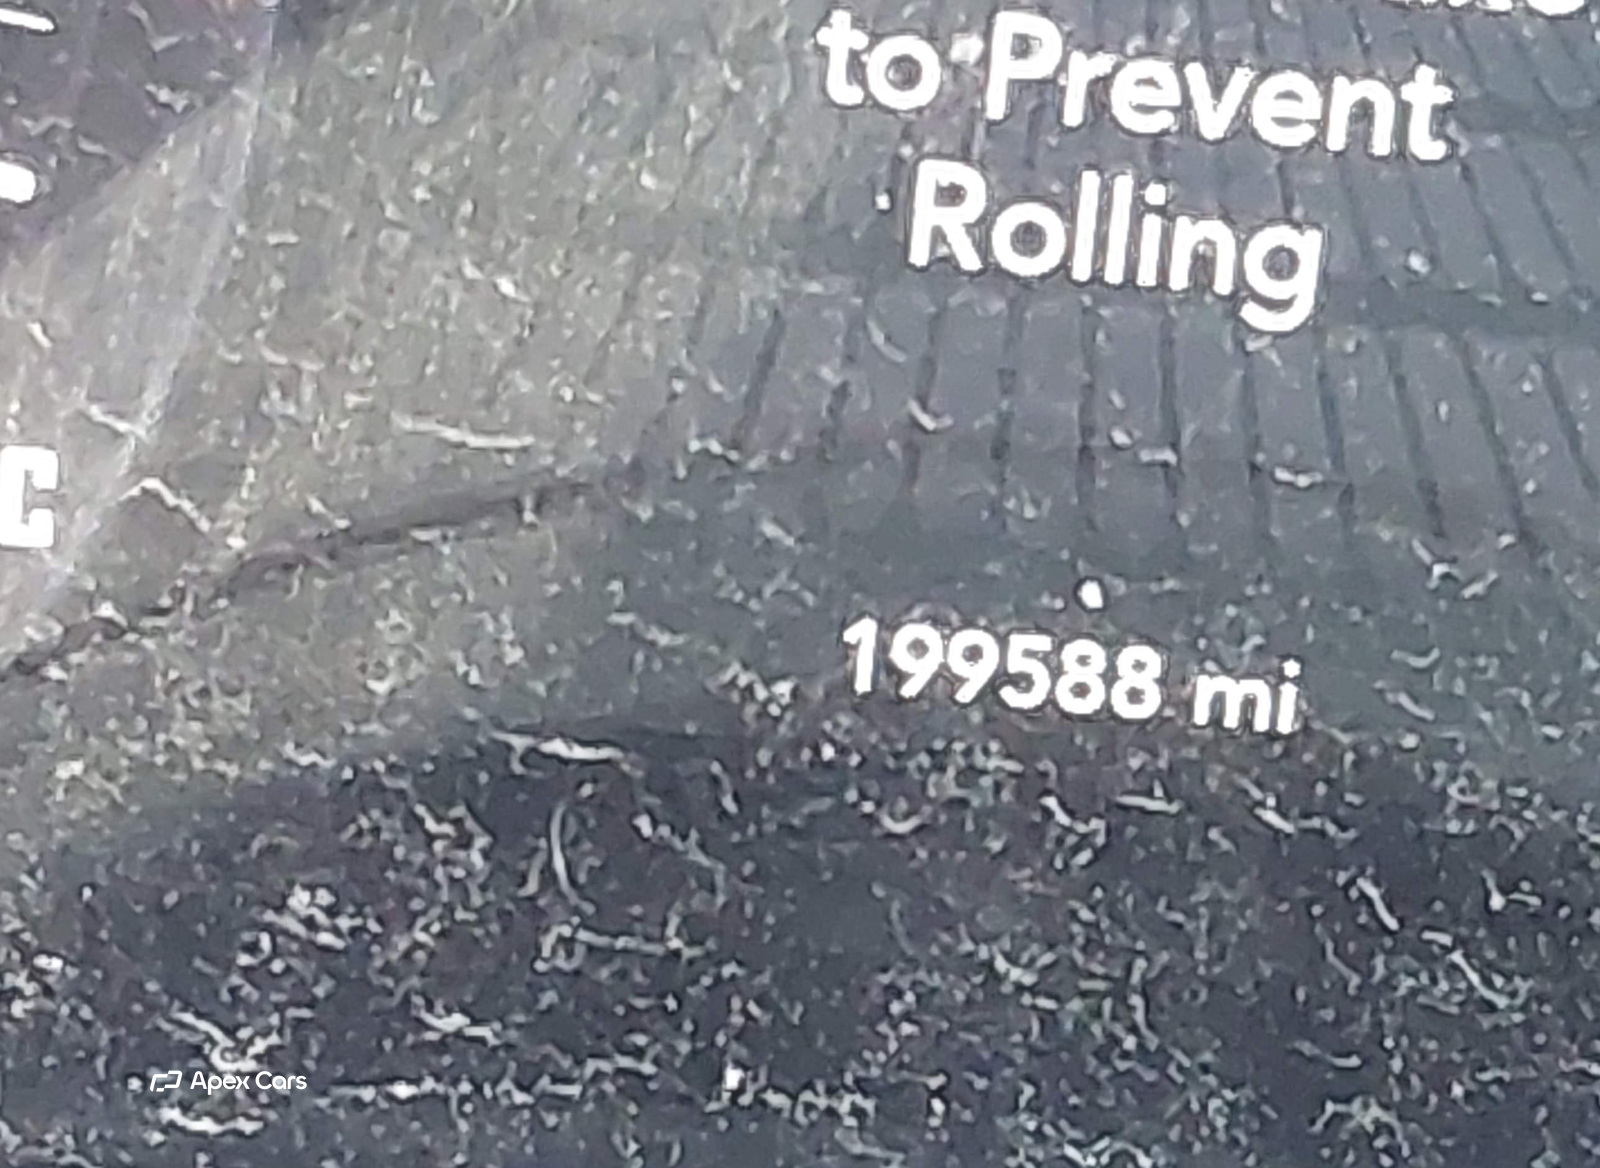 to Prevent
Rolling
C
199588 mi
Apex Cars